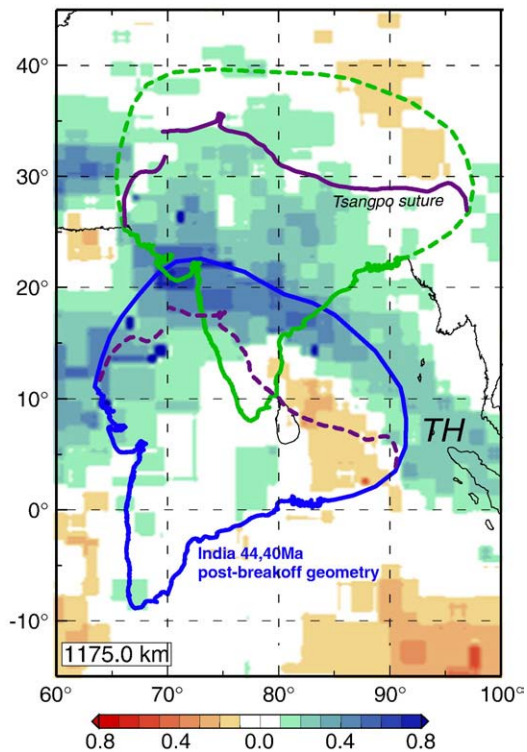 40°
30°
Tsangpo suture
20°
10°
TH
0°
India 44,40Ma
post-breakoff geometry
-10°
1175.0 km
60° 70° 80° 90° 100°
0.8 0.4 0.0 0.4 0.8